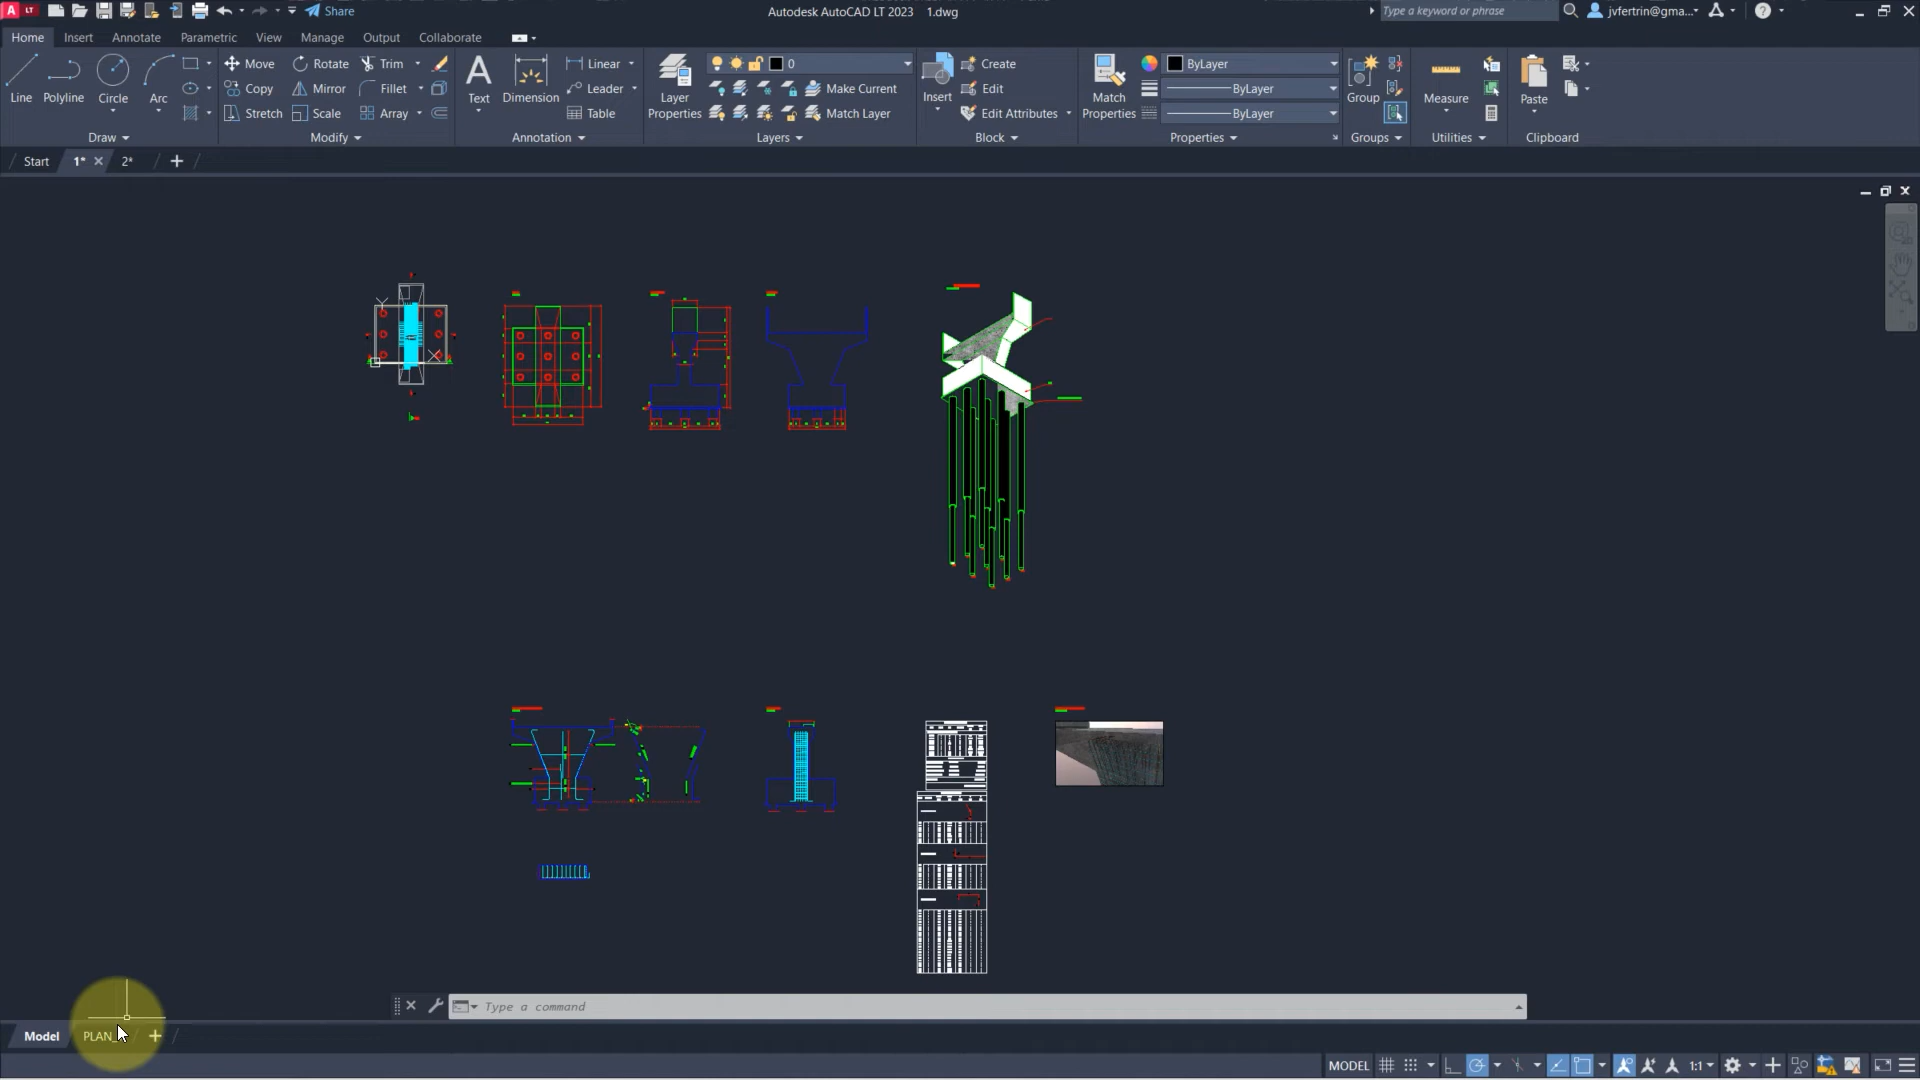 LT
Share
Autodesk AutoCAD LT 2023 1.dwg
Type a keyword or phrase
jvfertrin@gma...
Home Insert Annotate Parametric View Manage Output Collaborate
Line Polyline Circle Arc
Move Rotate Trim
Copy Mirror Fillet
Stretch Scale Array
Text Dimension
Linear
Leader
Table
Layer Properties
0
Make Current
Match Layer
Insert
Create
Edit
Edit Attributes
Match Properties
ByLayer
ByLayer
ByLayer
Group
Measure
Paste
Draw Modify Annotation Layers Block Properties Groups Utilities Clipboard
Start 1* 2*
Type a command
Model PLAN_
MODEL 1:1